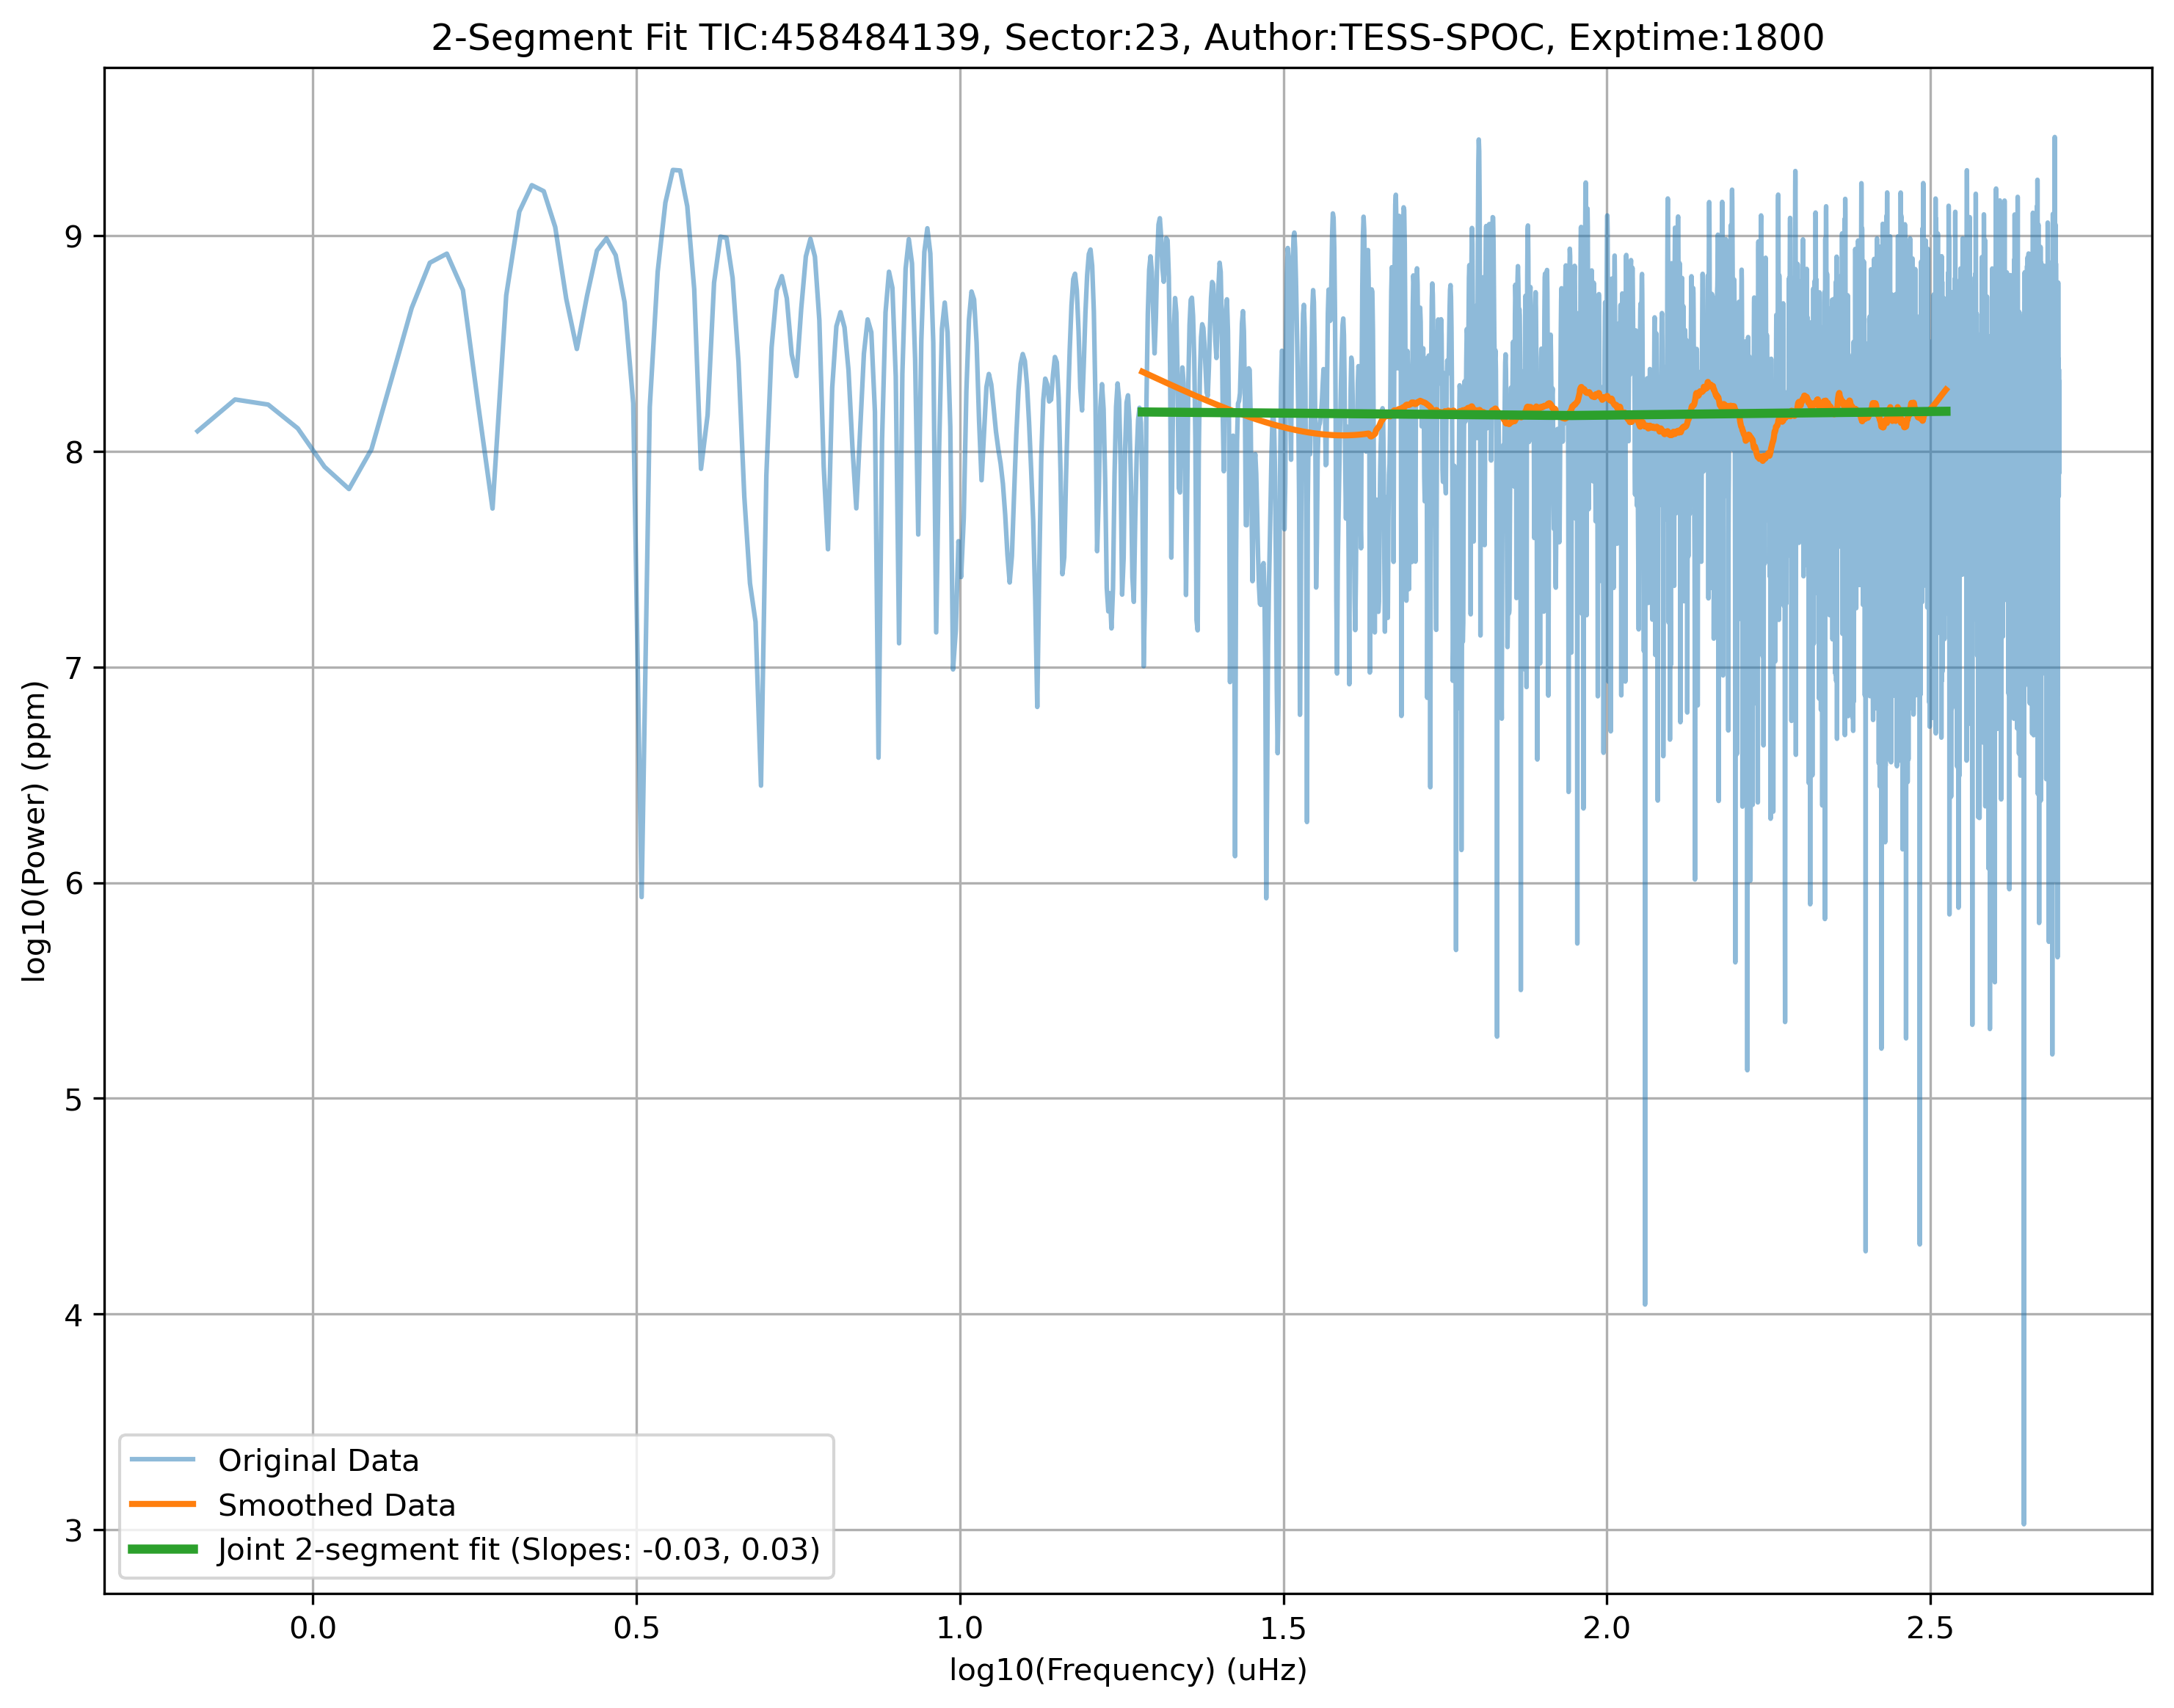 2-Segment Fit TIC:458484139, Sector:23, Author:TESS-SPOC, Exptime:1800
log10(Power) (ppm)
9
8
7
6
5
4
3
Original Data
Smoothed Data
Joint 2-segment fit (Slopes: -0.03, 0.03)
0.0 0.5 1.0 1.5 2.0 2.5
log10(Frequency) (uHz)